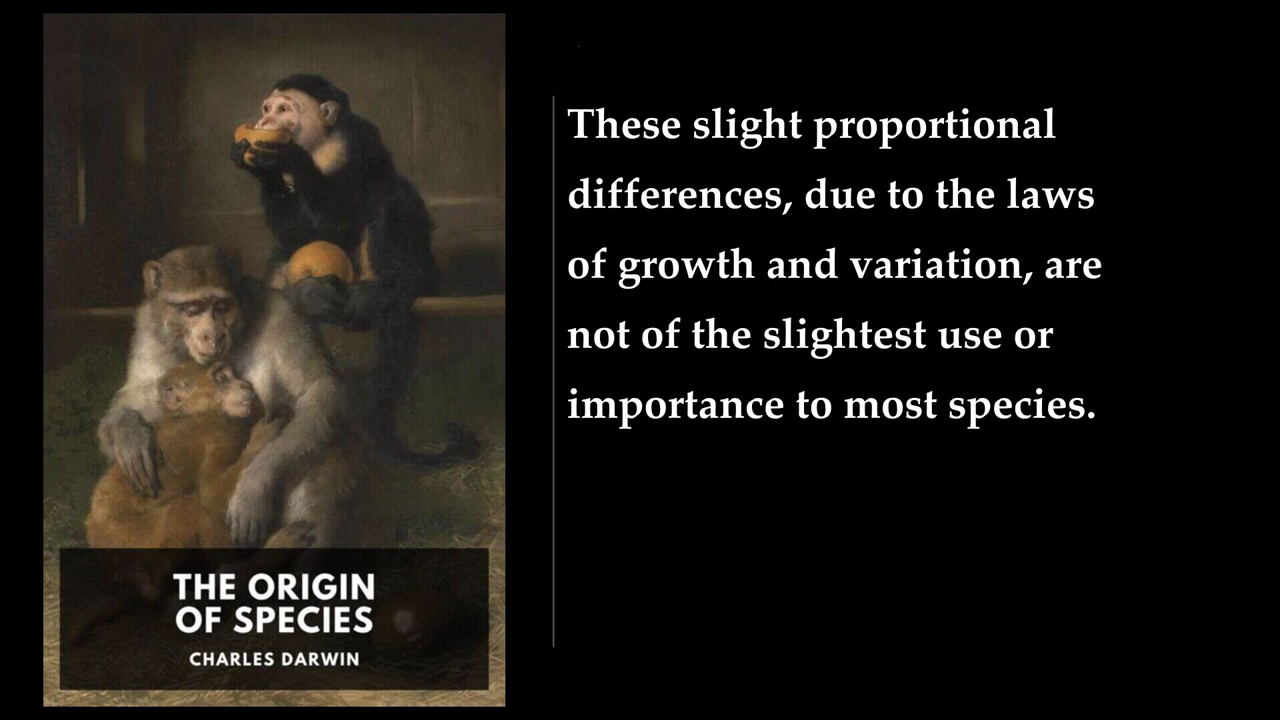 These slight proportional
differences, due to the laws
of growth and variation, are
not of the slightest use or
importance to most species.
THE ORIGIN
OF SPECIES
CHARLES DARWIN